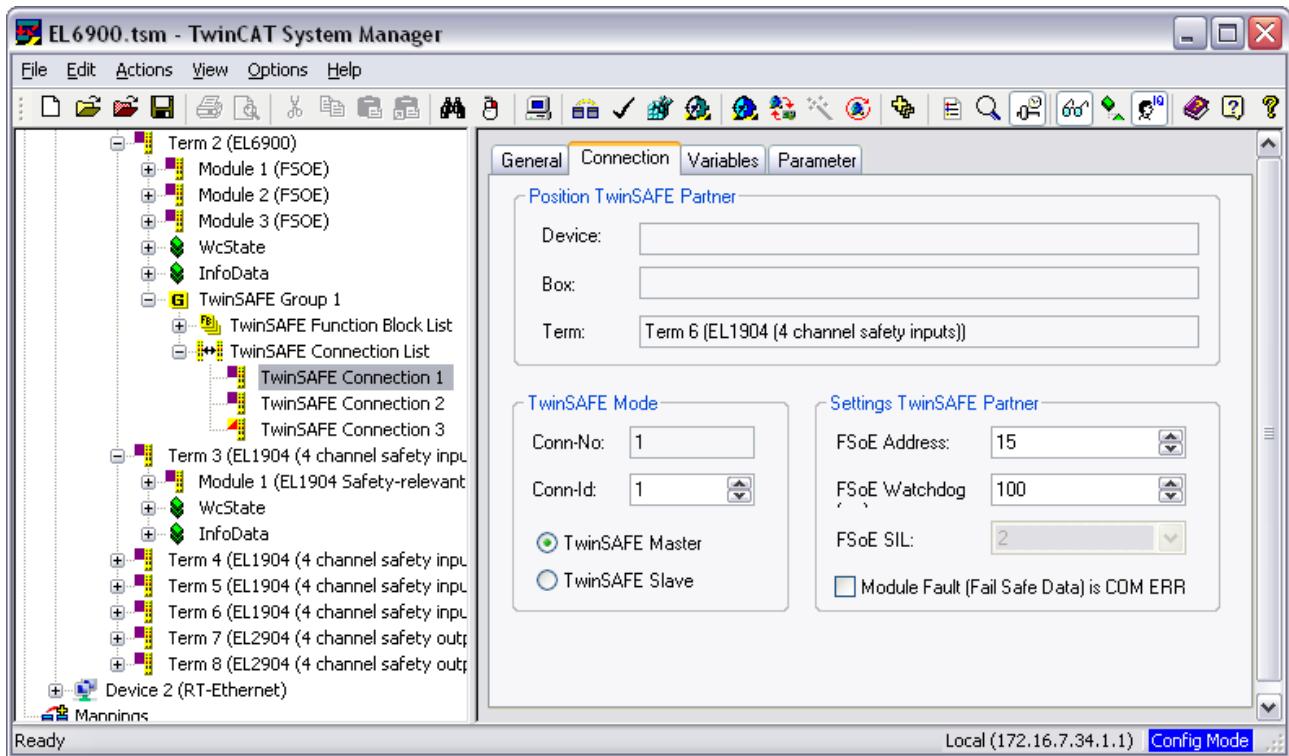 EL6900.tsm - TwinCAT System Manager
File Edit Actions View Options Help
Term 2 (EL6900)
Module 1 (FSOE)
Module 2 (FSOE)
Module 3 (FSOE)
WcState
InfoData
G TwinSAFE Group 1
FB TwinSAFE Function Block List
TwinSAFE Connection List
TwinSAFE Connection 1
TwinSAFE Connection 2
TwinSAFE Connection 3
Term 3 (EL1904 (4 channel safety inpu
Module 1 (EL1904 Safety-relevant
WcState
InfoData
Term 4 (EL1904 (4 channel safety inpu
Term 5 (EL1904 (4 channel safety inpu
Term 6 (EL1904 (4 channel safety inpu
Term 7 (EL2904 (4 channel safety outp
Term 8 (EL2904 (4 channel safety outp
Device 2 (RT-Ethernet)
Mappings
General Connection Variables Parameter
Position TwinSAFE Partner
Device:
Box:
Term: Term 6 (EL1904 (4 channel safety inputs))
TwinSAFE Mode
Conn-No: 1
Conn-Id: 1
TwinSAFE Master
TwinSAFE Slave
Settings TwinSAFE Partner
FSoE Address: 15
FSoE Watchdog 100
FSoE SIL: 2
Module Fault (Fail Safe Data) is COM ERR
Ready Local (172.16.7.34.1.1) Config Mode